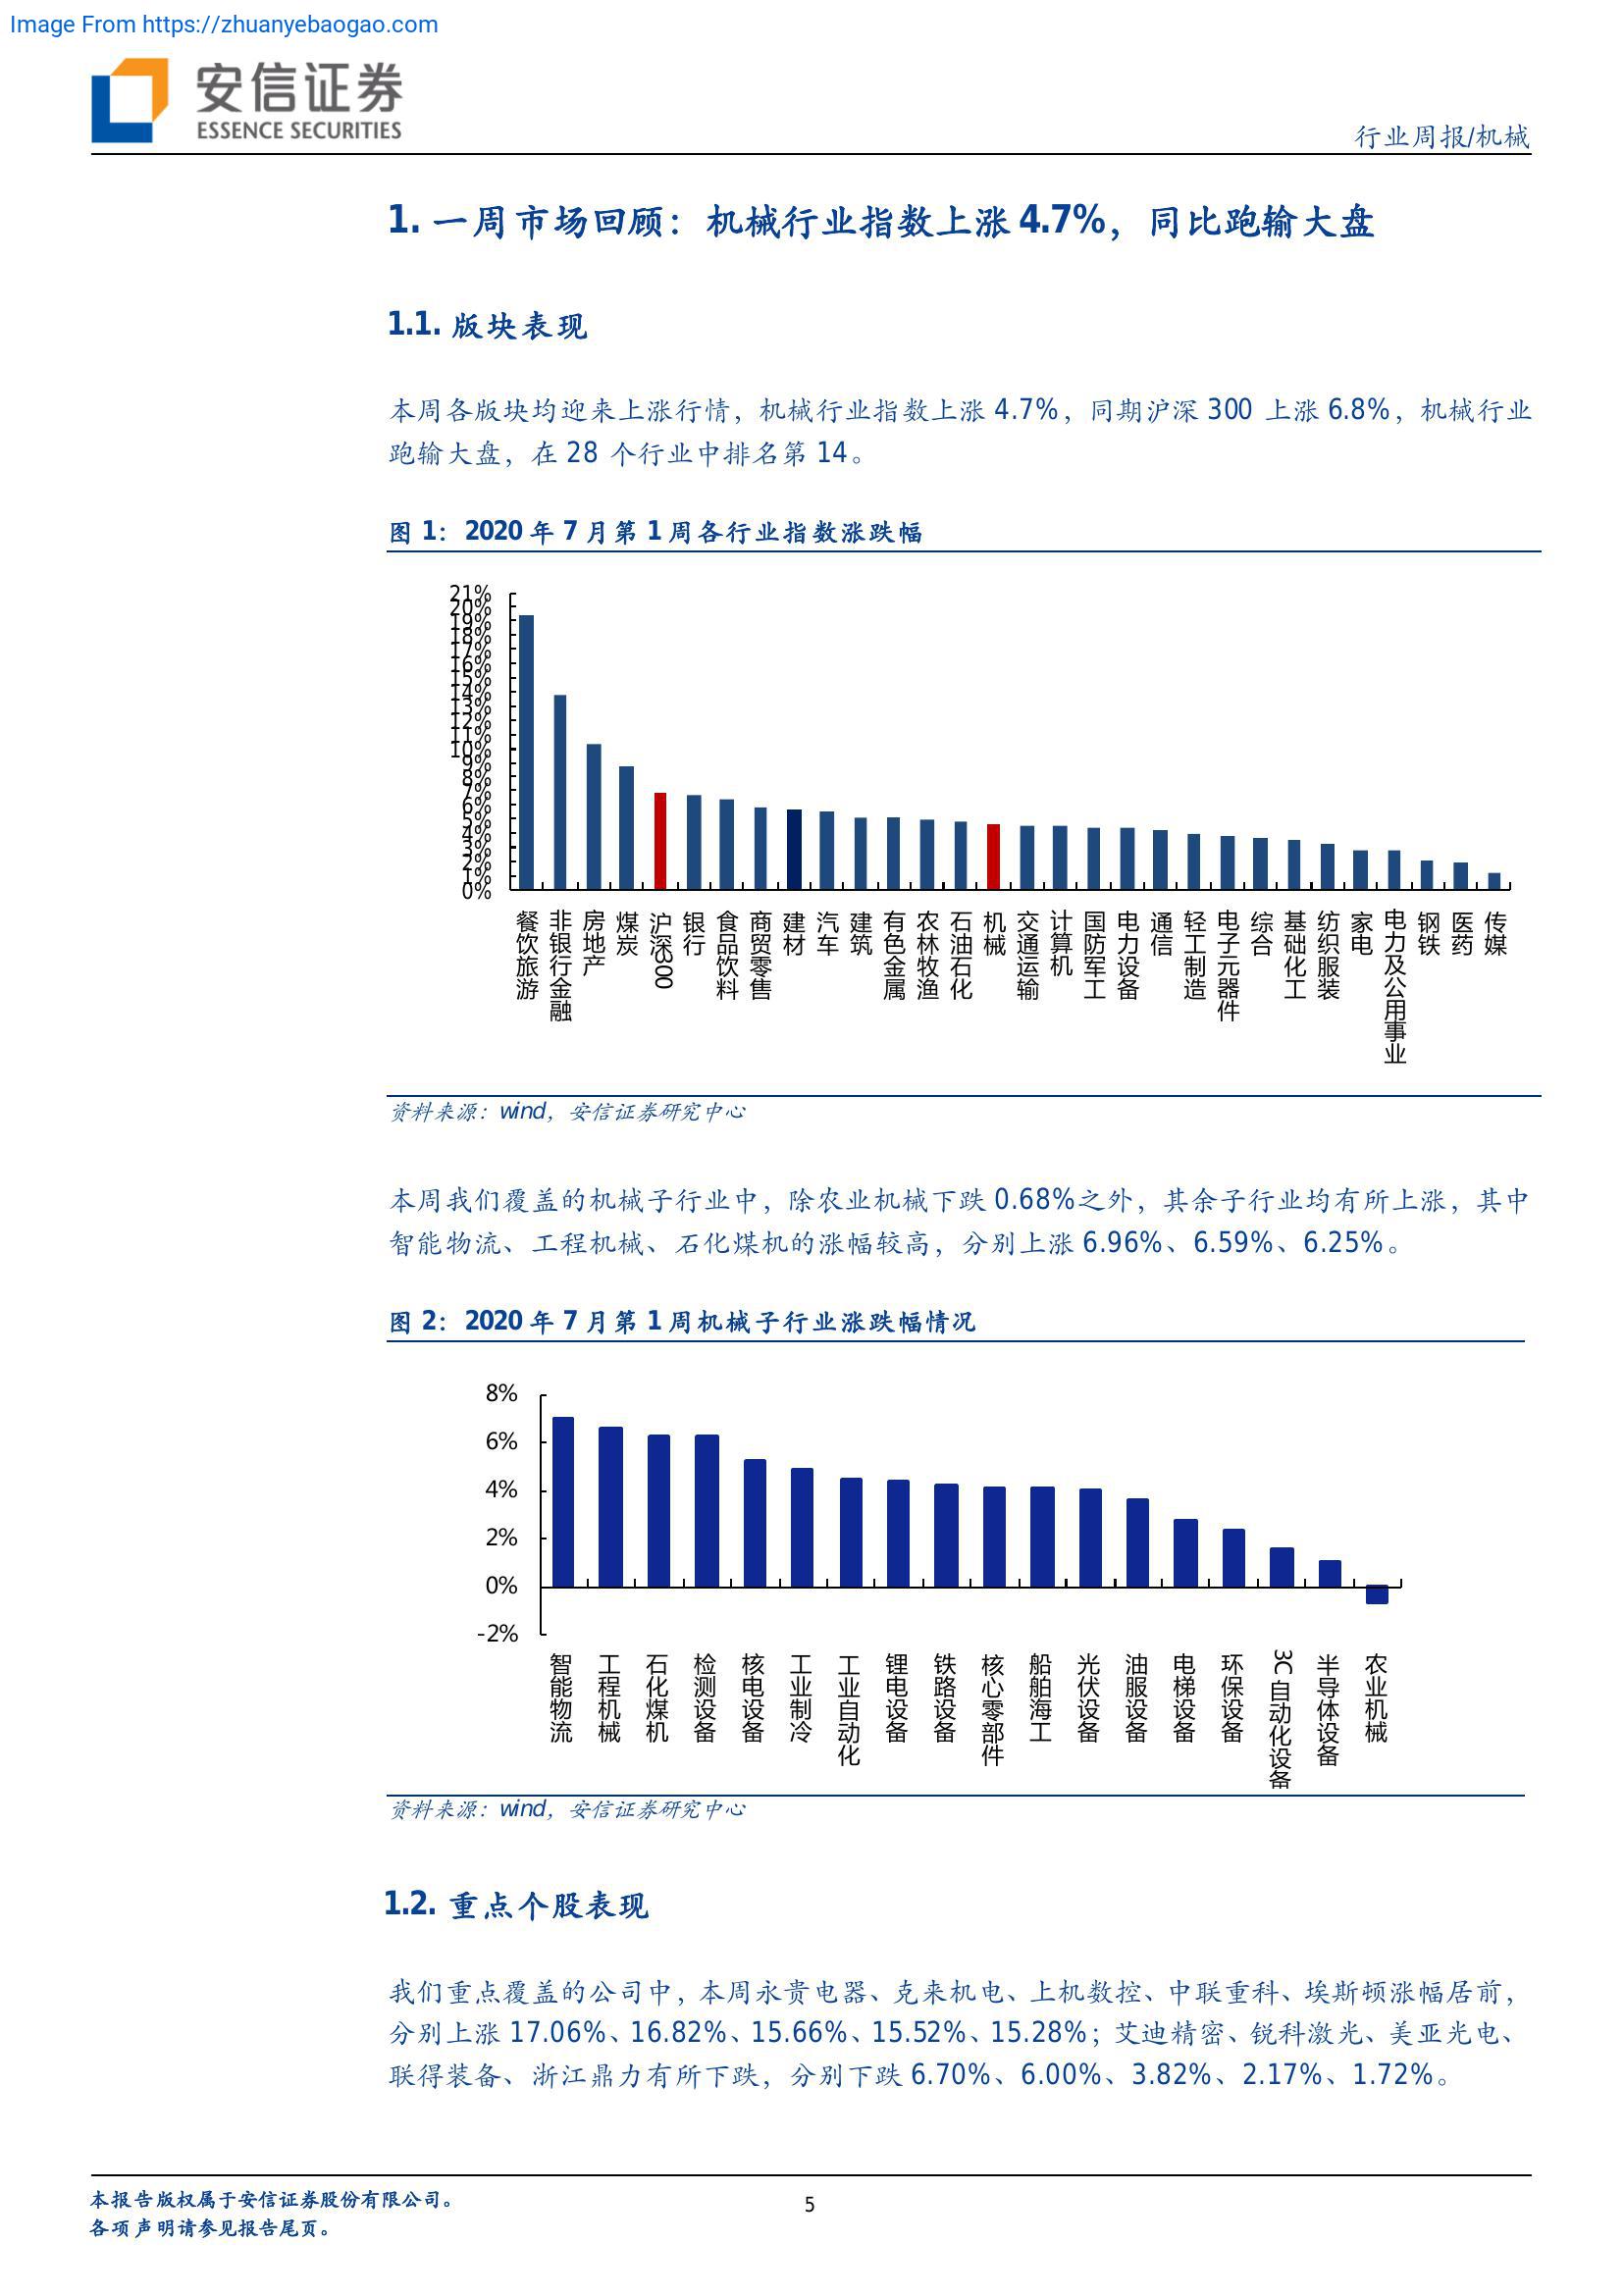 Image From https://zhuanyebaogao.com
安信证券
ESSENCE SECURITIES
行业周报/机械
1. 一周市场回顾：机械行业指数上涨 4.7%，同比跑输大盘
1.1. 版块表现
本周各版块均迎来上涨行情，机械行业指数上涨 4.7%，同期沪深 300 上涨 6.8%，机械行业
跑输大盘，在 28 个行业中排名第 14。
图 1：2020 年 7 月第 1 周各行业指数涨跌幅
21%
20%
19%
18%
17%
16%
15%
14%
13%
12%
11%
10%
9%
8%
7%
6%
5%
4%
3%
2%
1%
0%
餐饮旅游
非银行金融
房地产
煤炭
沪深300
银行
食品饮料
商贸零售
建材
汽车
建筑
有色金属
农林牧渔
石油石化
机械
交通运输
计算机
国防军工
电力设备
通信
轻工制造
电子元器件
综合
基础化工
纺织服装
家电
电力及公用事业
钢铁
医药
传媒
资料来源：wind，安信证券研究中心
本周我们覆盖的机械子行业中，除农业机械下跌 0.68%之外，其余子行业均有所上涨，其中
智能物流、工程机械、石化煤机的涨幅较高，分别上涨 6.96%、6.59%、6.25%。
图 2：2020 年 7 月第 1 周机械子行业涨跌幅情况
8%
6%
4%
2%
0%
-2%
智能物流
工程机械
石化煤机
检测设备
核电设备
工业制冷
工业自动化
锂电设备
铁路设备
核心零部件
船舶海工
光伏设备
油服设备
电梯设备
环保设备
3C自动化设备
半导体设备
农业机械
资料来源：wind，安信证券研究中心
1.2. 重点个股表现
我们重点覆盖的公司中，本周永贵电器、克来机电、上机数控、中联重科、埃斯顿涨幅居前，
分别上涨 17.06%、16.82%、15.66%、15.52%、15.28%；艾迪精密、锐科激光、美亚光电、
联得装备、浙江鼎力有所下跌，分别下跌 6.70%、6.00%、3.82%、2.17%、1.72%。
本报告版权属于安信证券股份有限公司。
5
各项声明请参见报告尾页。